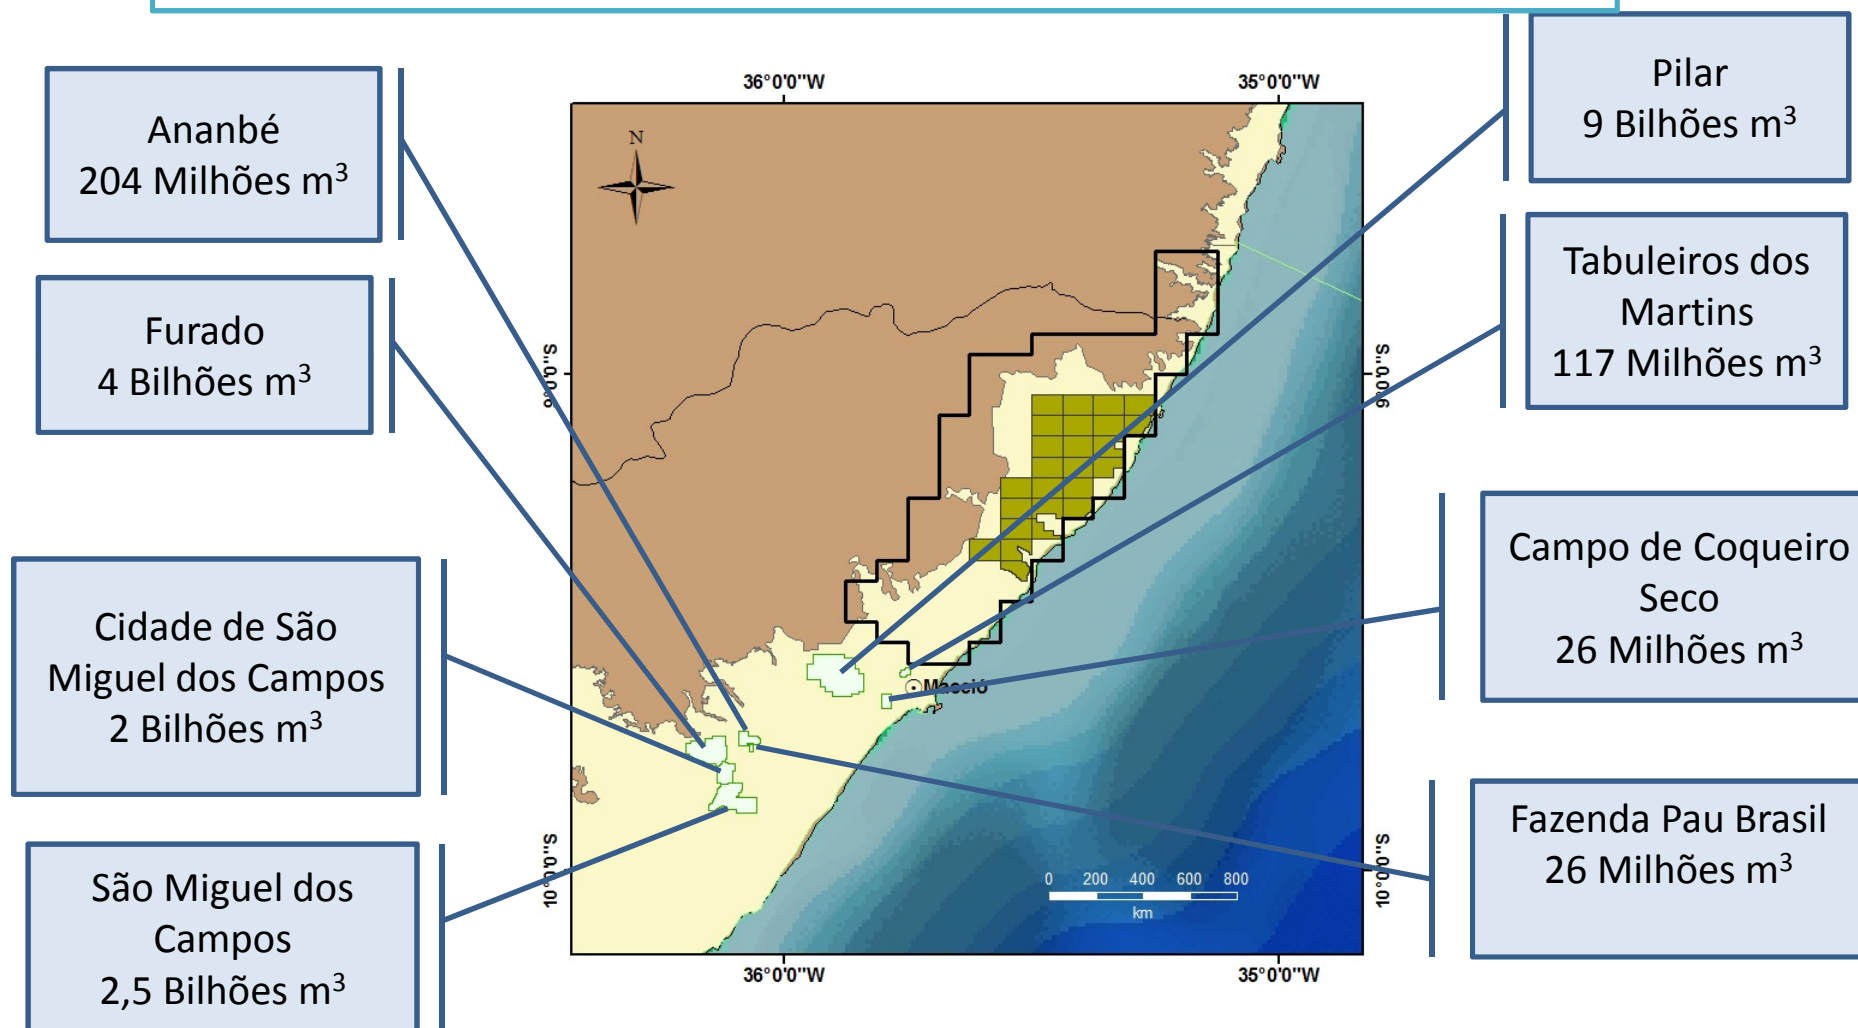 Ananbé
204 Milhões m³
Furado
4 Bilhões m³
Cidade de São
Miguel dos Campos
2 Bilhões m³
São Miguel dos
Campos
2,5 Bilhões m³
36°0'0"W
35°0'0"W
N
9°0'0"S
9°0'0"S
Maceió
10°0'0"S
10°0'0"S
0 200 400 600 800
km
36°0'0"W
35°0'0"W
Pilar
9 Bilhões m³
Tabuleiros dos
Martins
117 Milhões m³
Campo de Coqueiro
Seco
26 Milhões m³
Fazenda Pau Brasil
26 Milhões m³